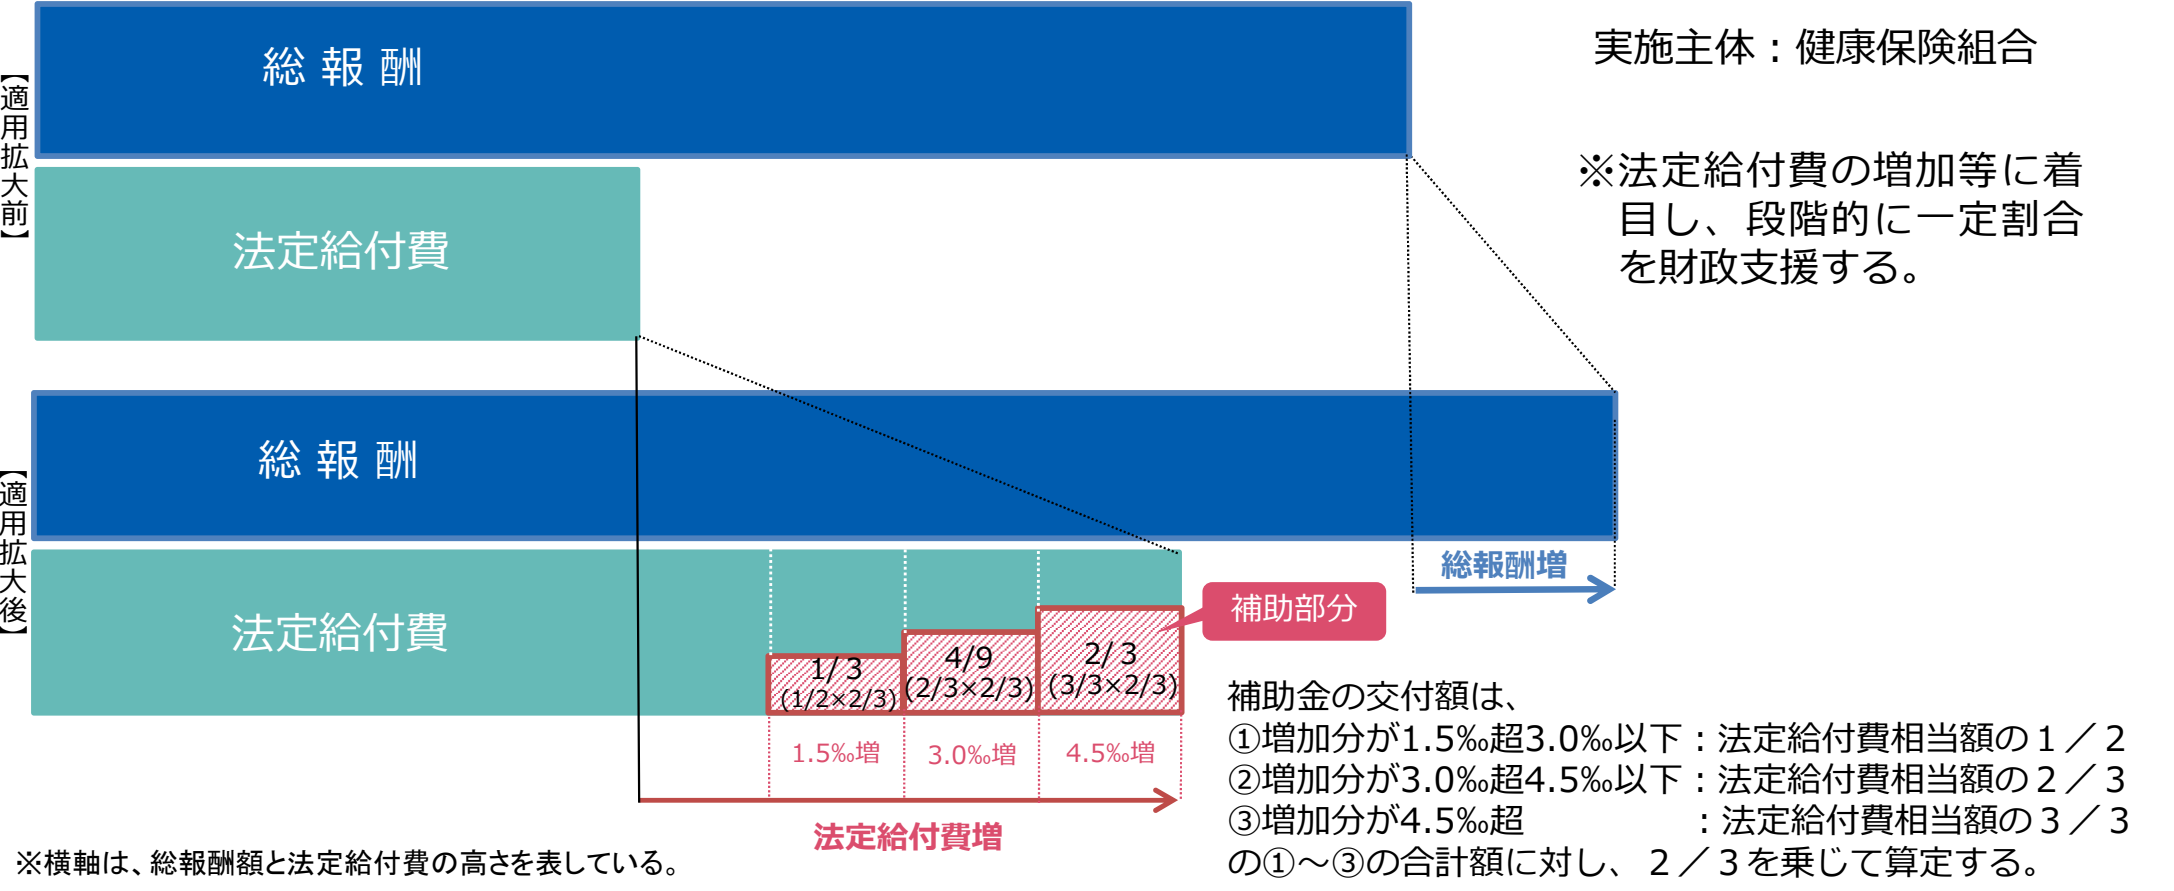 【適用拡大前】
総 報 酬
法定給付費
実施主体：健康保険組合
※法定給付費の増加等に着
目し、段階的に一定割合
を財政支援する。
【適用拡大後】
総 報 酬
法定給付費
総報酬増
補助部分
1/ 3
(1/2×2/3)
4/9
(2/3×2/3)
2/ 3
(3/3×2/3)
1.5‰増
3.0‰増
4.5‰増
法定給付費増
補助金の交付額は、
①増加分が1.5‰超3.0‰以下：法定給付費相当額の１／２
②増加分が3.0‰超4.5‰以下：法定給付費相当額の２／３
③増加分が4.5‰超　　　　　：法定給付費相当額の３／３
の①～③の合計額に対し、２／３を乗じて算定する。
※横軸は、総報酬額と法定給付費の高さを表している。